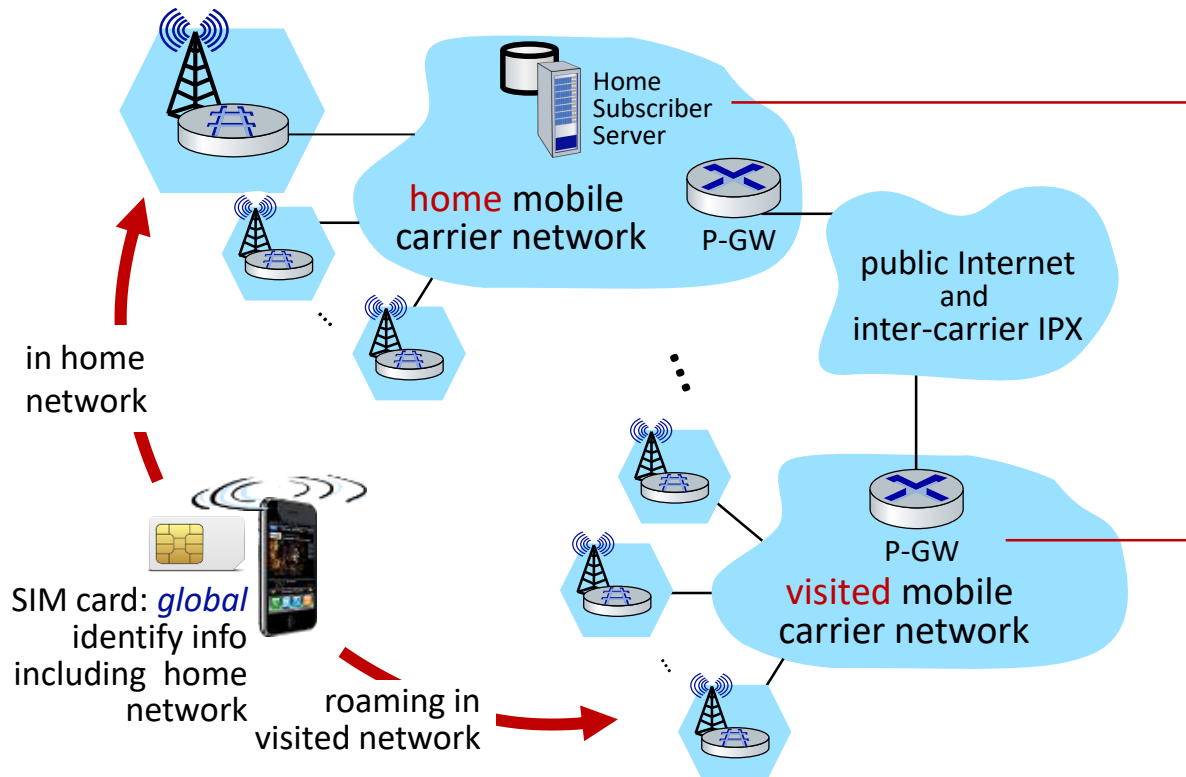 Home
Subscriber
Server
home mobile
carrier network
P-GW
public Internet
and
inter-carrier IPX
in home
network
SIM card: global
identify info
including home
network
roaming in
visited network
P-GW
visited mobile
carrier network